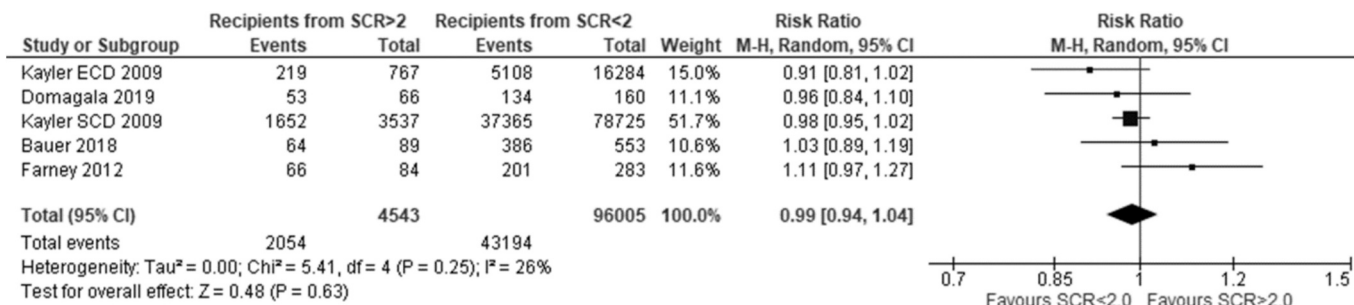 Recipients from SCR>2 Recipients from SCR<2 Risk Ratio Risk Ratio
Study or Subgroup Events Total Events Total Weight M-H, Random, 95% CI M-H, Random, 95% CI
Kayler ECD 2009 219 767 5108 16284 15.0% 0.91 [0.81, 1.02]
Domagala 2019 53 66 134 160 11.1% 0.96 [0.84, 1.10]
Kayler SCD 2009 1652 3537 37365 78725 51.7% 0.98 [0.95, 1.02]
Bauer 2018 64 89 386 553 10.6% 1.03 [0.89, 1.19]
Farney 2012 66 84 201 283 11.6% 1.11 [0.97, 1.27]
Total (95% CI) 4543 96005 100.0% 0.99 [0.94, 1.04]
Total events 2054 43194
Heterogeneity: Tau² = 0.00; Chi² = 5.41, df = 4 (P = 0.25); I² = 26%
Test for overall effect: Z = 0.48 (P = 0.63)
0.7 0.85 1 1.2 1.5
Favours SCR<2.0 Favours SCR>2.0